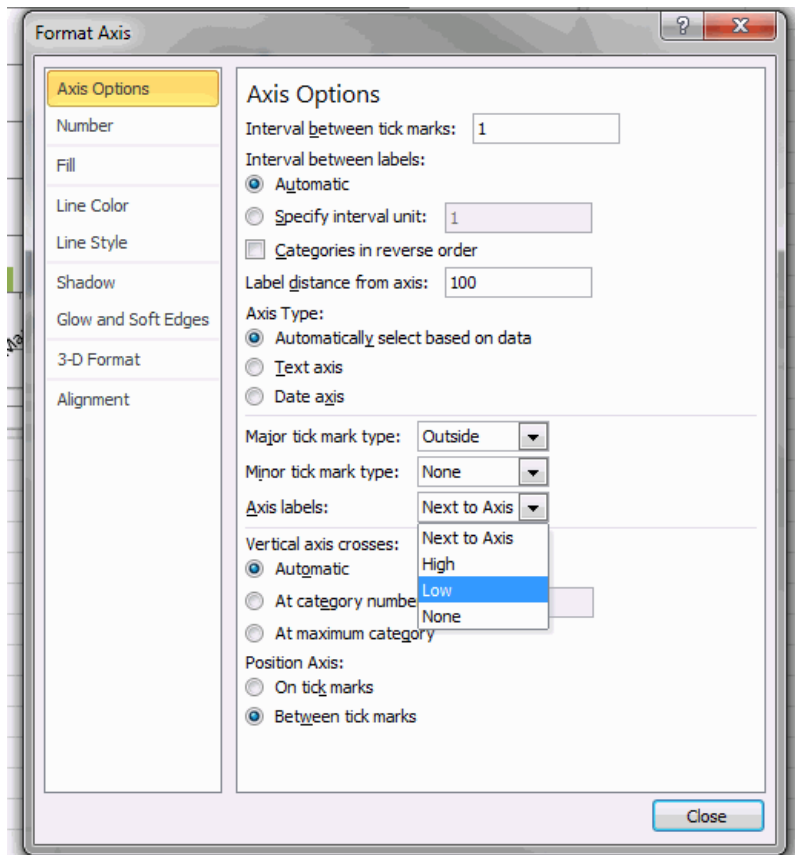 Format Axis
?
X
Axis Options
Number
Fill
Line Color
Line Style
Shadow
Glow and Soft Edges
3-D Format
Alignment
Axis Options
Interval between tick marks: 1
Interval between labels:
Automatic
Specify interval unit: 1
Categories in reverse order
Label distance from axis: 100
Axis Type:
Automatically select based on data
Text axis
Date axis
Major tick mark type: Outside
Minor tick mark type: None
Axis labels: Next to Axis
Next to Axis
High
Low
None
Vertical axis crosses:
Automatic
At category numbe
At maximum category
Position Axis:
On tick marks
Between tick marks
Close